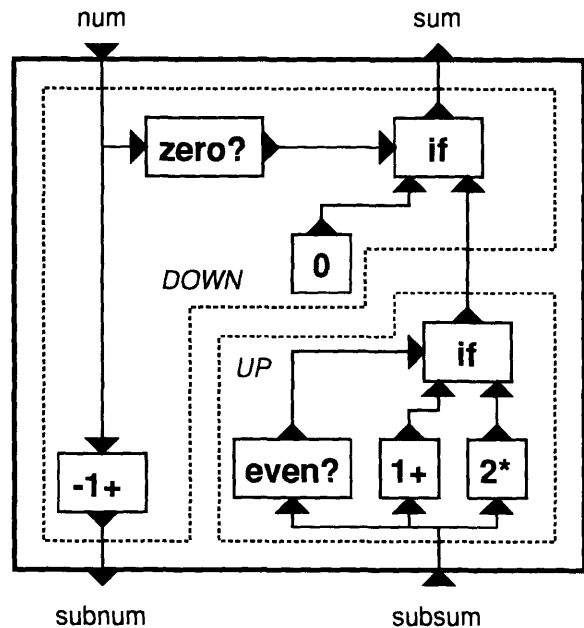 num
sum
zero?
if
0
DOWN
if
UP
-1+
even?
1+
2*
subnum
subsum